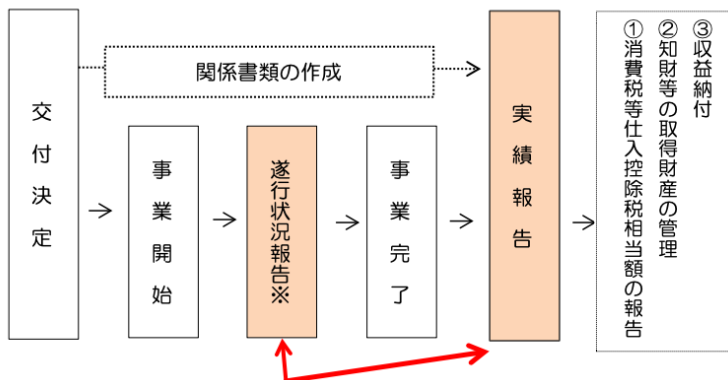 交付決定
関係書類の作成
事業開始
遂行状況報告※
事業完了
実績報告
③収益納付
②知財等の取得財産の管理
①消費税等仕入控除税相当額の報告